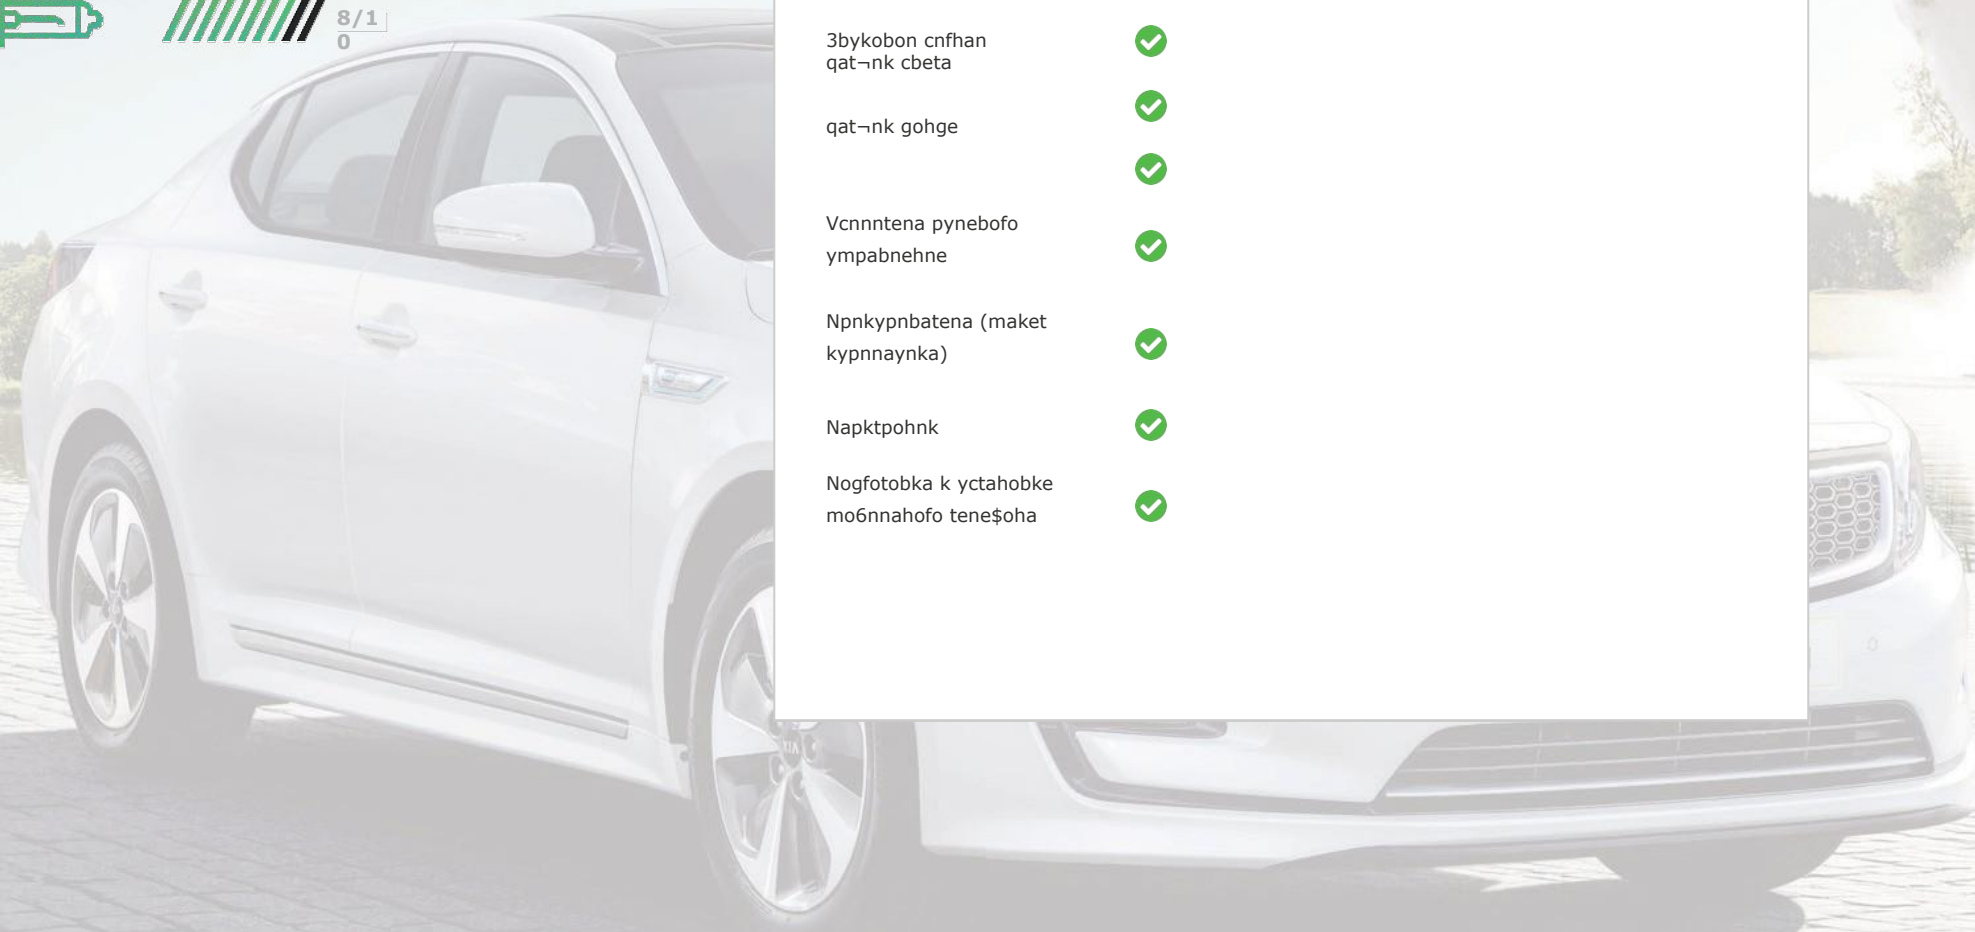 8/1
0
3bykobon cnfhan
qat¬nk cbeta
qat¬nk gohge
Vcnnntena pynebofo
ympabnehne
Npnkypnbatena (maket
kypnnaynka)
Napktpohnk
Nogfotobka k yctahobke
mo6nnahofo tene$oha
KIA